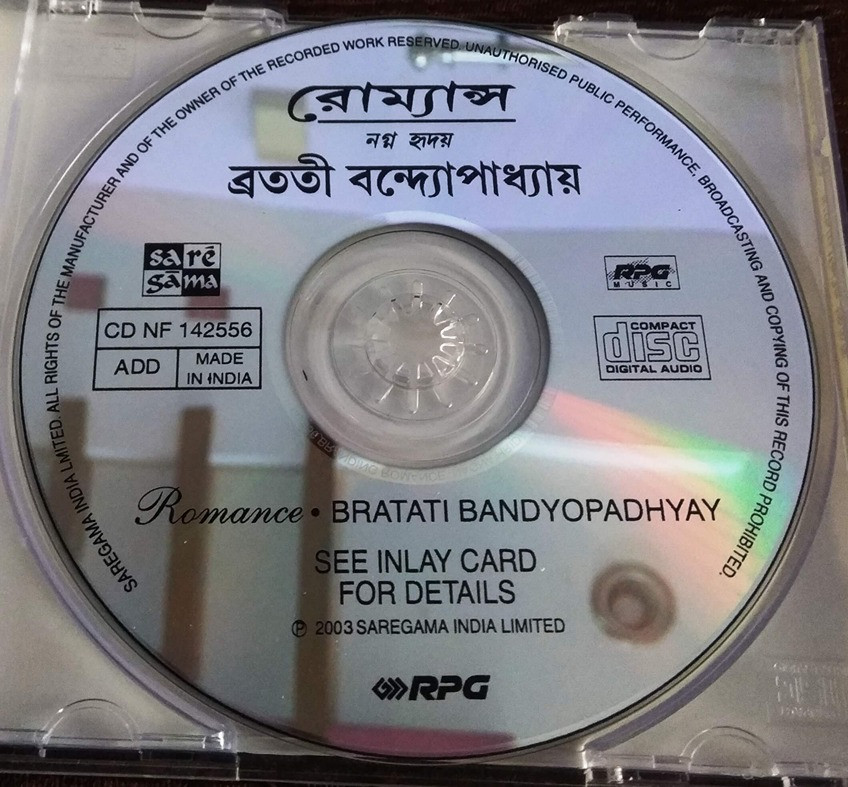 SAREGAMA INDIA LIMITED. ALL RIGHTS OF THE MANUFACTURER AND OF THE OWNER OF THE RECORDED WORK RESERVED. UNAUTHORISED PUBLIC PERFORMANCE, BROADCASTING AND COPYING OF THIS RECORD PROHIBITED.
রোম্যান্স
নগ্ন হৃদয়
ব্রততী বন্দ্যোপাধ্যায়
sa rē
gā ma
RPG
MUSIC
CD NF 142556
ADD
MADE
IN INDIA
COMPACT
disc
DIGITAL AUDIO
Romance • BRATATI BANDYOPADHYAY
SEE INLAY CARD
FOR DETAILS
℗ 2003 SAREGAMA INDIA LIMITED
RPG